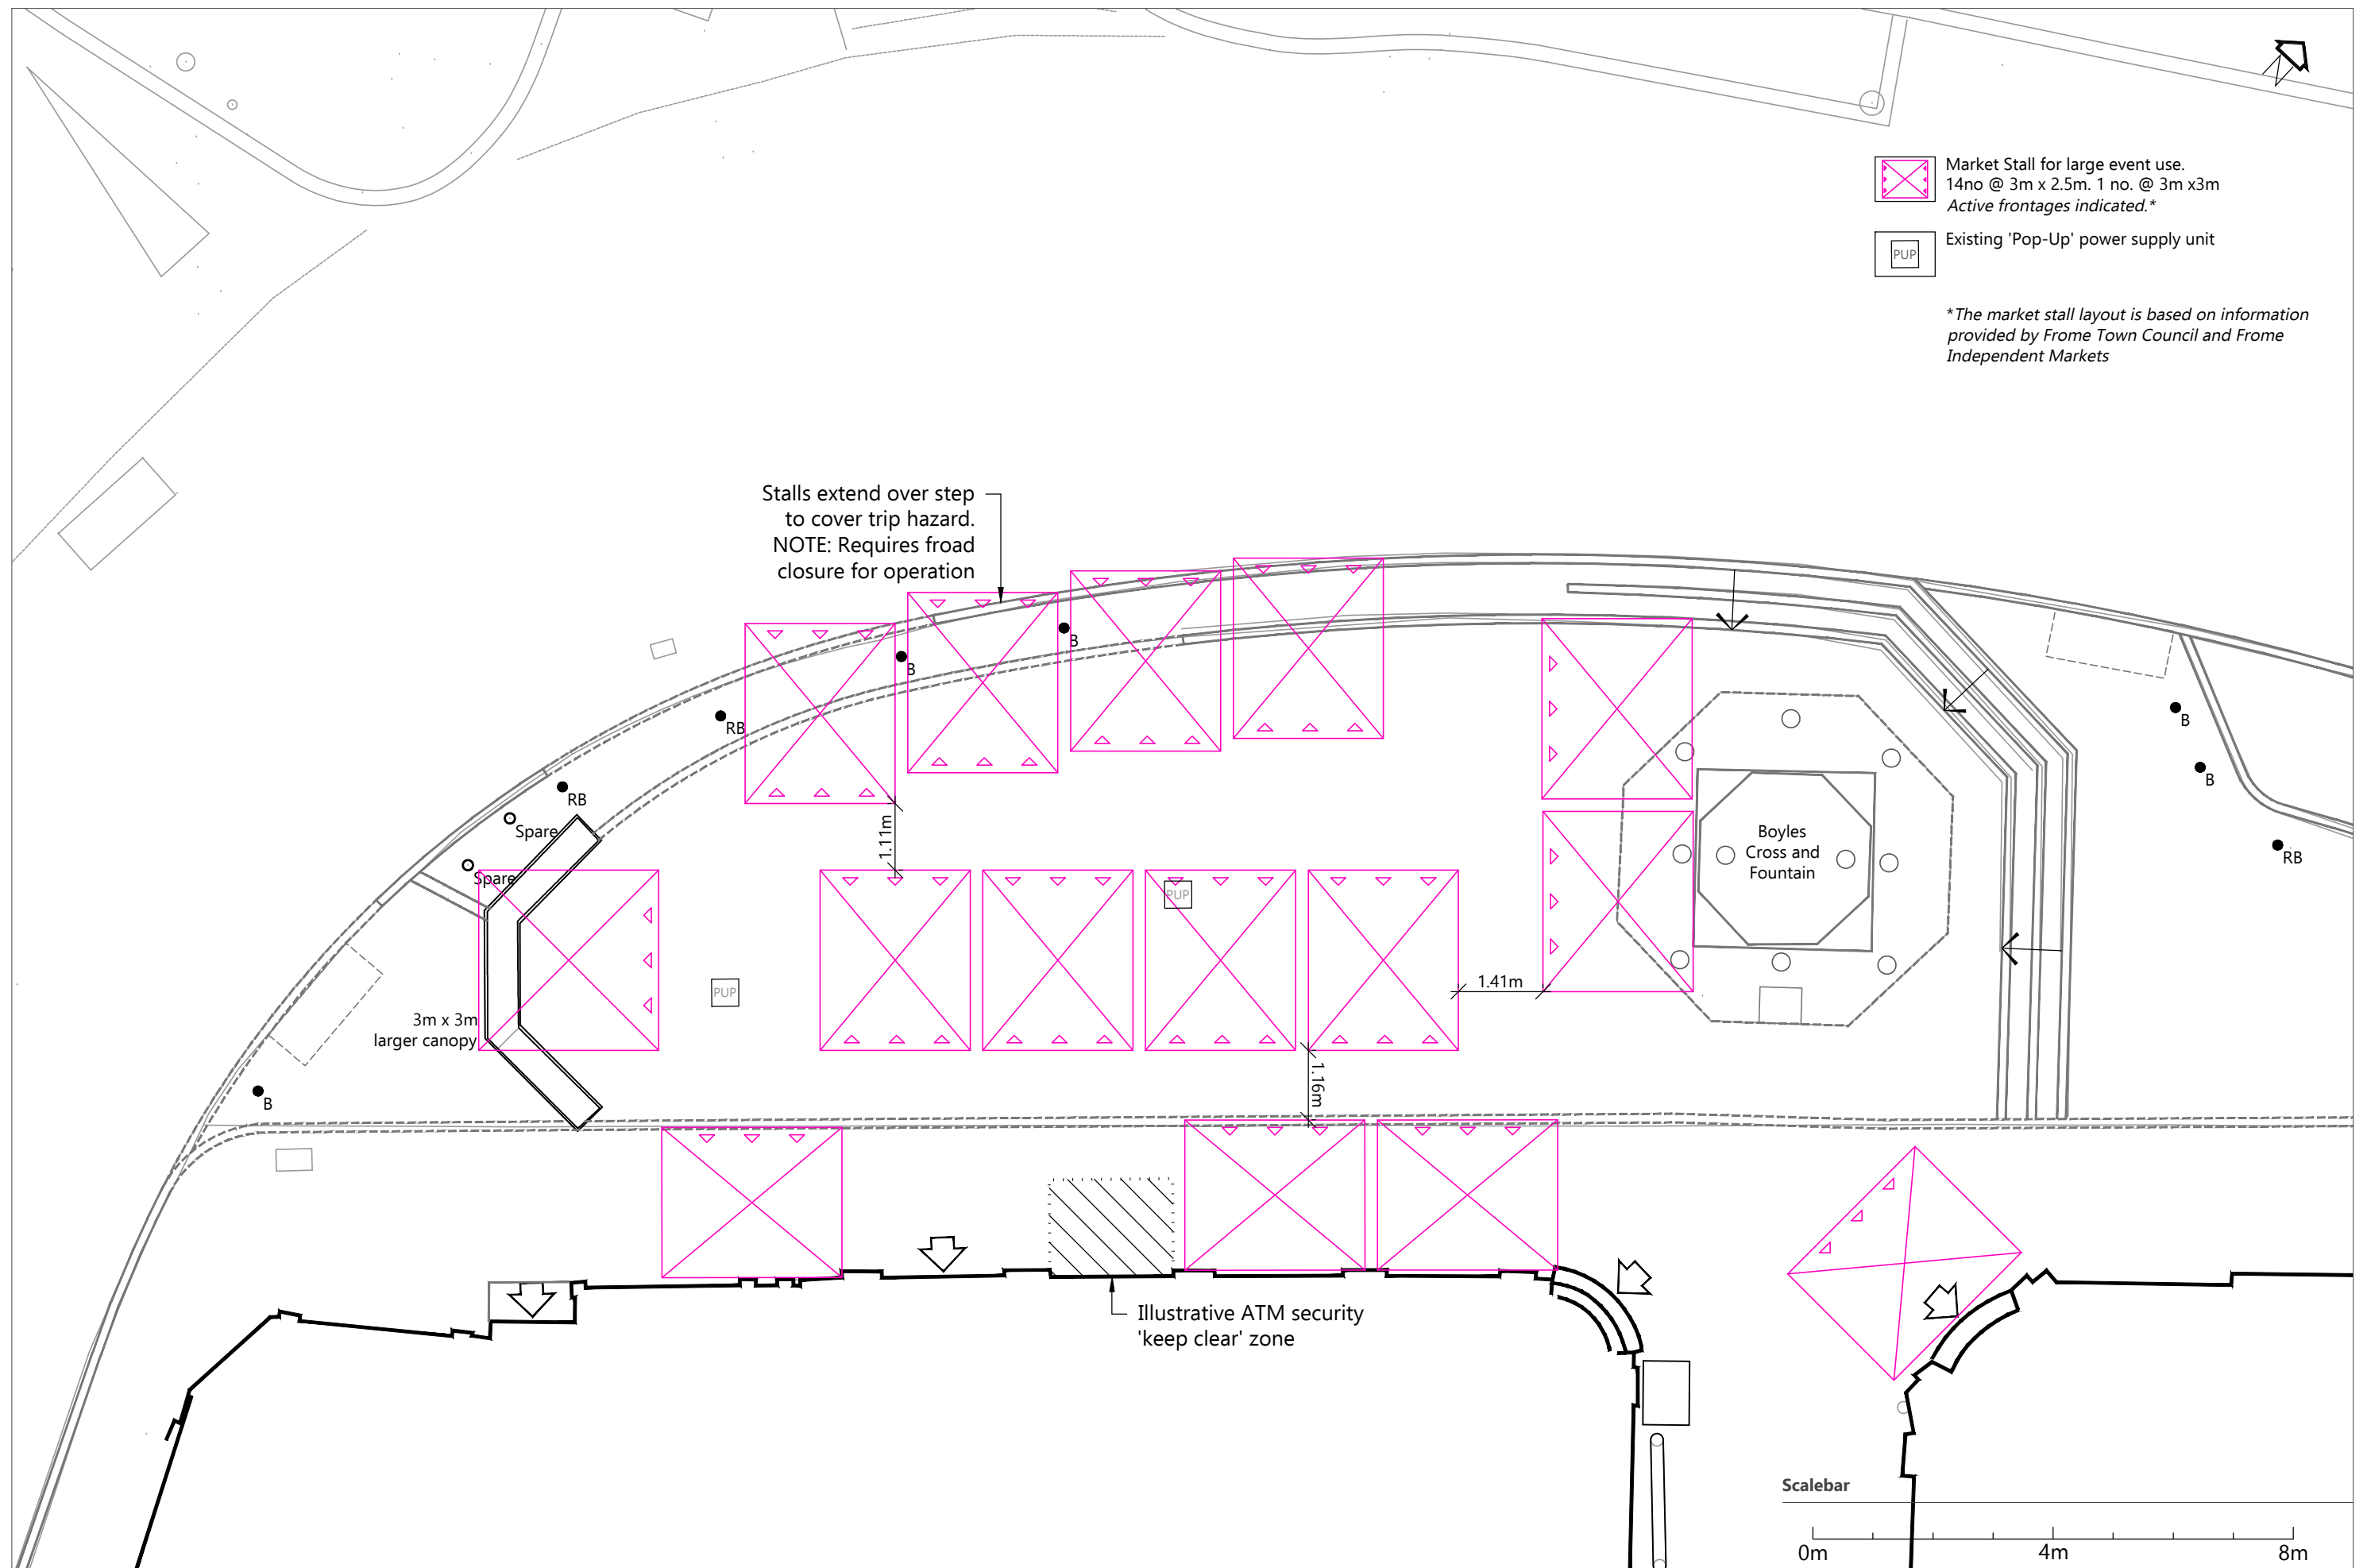 Market Stall for large event use.
14no @ 3m x 2.5m. 1 no. @ 3m x3m
Active frontages indicated.*
PUP
Existing 'Pop-Up' power supply unit
*The market stall layout is based on information
provided by Frome Town Council and Frome
Independent Markets
Stalls extend over step
to cover trip hazard.
NOTE: Requires froad
closure for operation
B
B
RB
RB
Spare
Spare
B
B
RB
Boyles
Cross and
Fountain
1.11m
PUP
PUP
1.41m
3m x 3m
larger canopy
1.16m
B
Illustrative ATM security
'keep clear' zone
Scalebar
0m
4m
8m